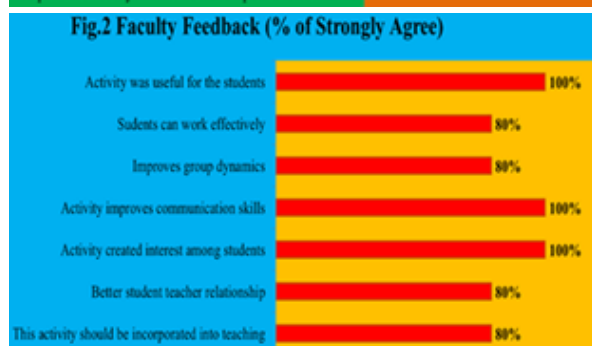 Fig.2 Faculty Feedback (% of Strongly Agree)
Activity was useful for the students 100%
Sudents can work effectively 80%
Improves group dynamics 80%
Activity improves communication skills 100%
Activity created interest among students 100%
Better student teacher relationship 80%
This activity should be incorporated into teaching 80%